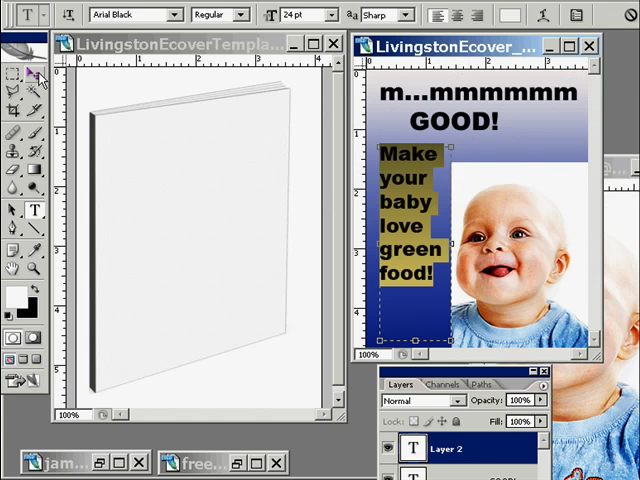 T
Arial Black
Regular
24 pt
aa
Sharp
LivingstonEcoverTempla...
LivingstonEcover_
m...mmmmmm
GOOD!
Make
your
baby
love
green
food!
100%
100%
Layers
Channels
Paths
Normal
Opacity: 100%
Lock:
Fill: 100%
T
Layer 2
T
jam
free